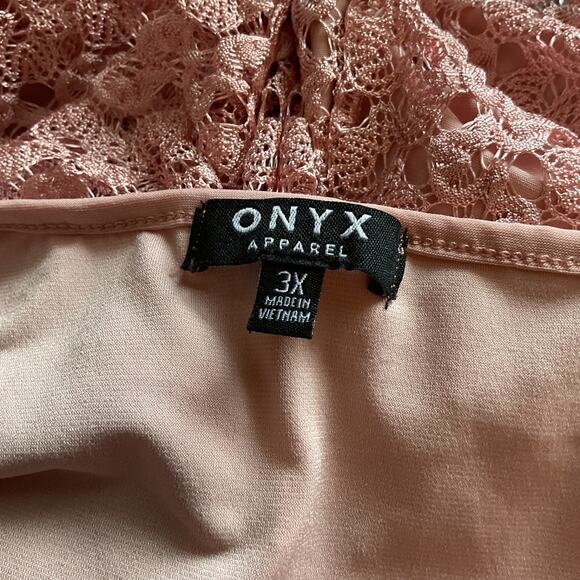 ONYX
APPAREL
3X
MADE IN
VIETNAM